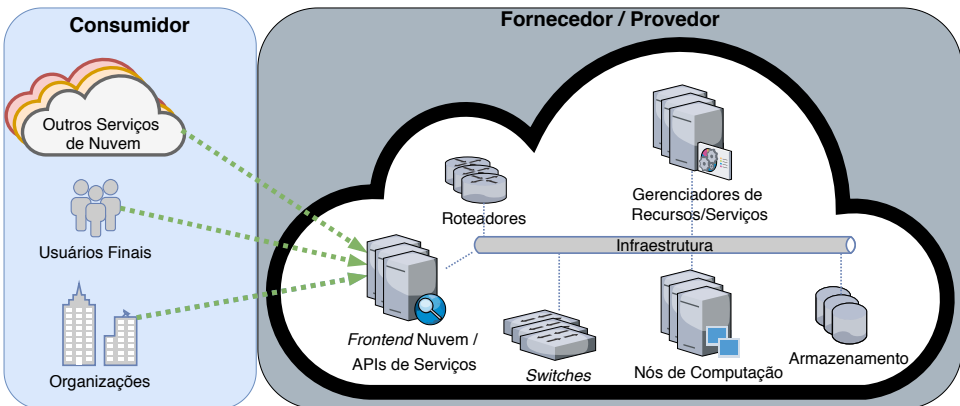 Consumidor
Fornecedor / Provedor
Outros Serviços
de Nuvem
Usuários Finais
Organizações
Roteadores
Gerenciadores de
Recursos/Serviços
Infraestrutura
Frontend Nuvem /
APIs de Serviços
Switches
Nós de Computação
Armazenamento